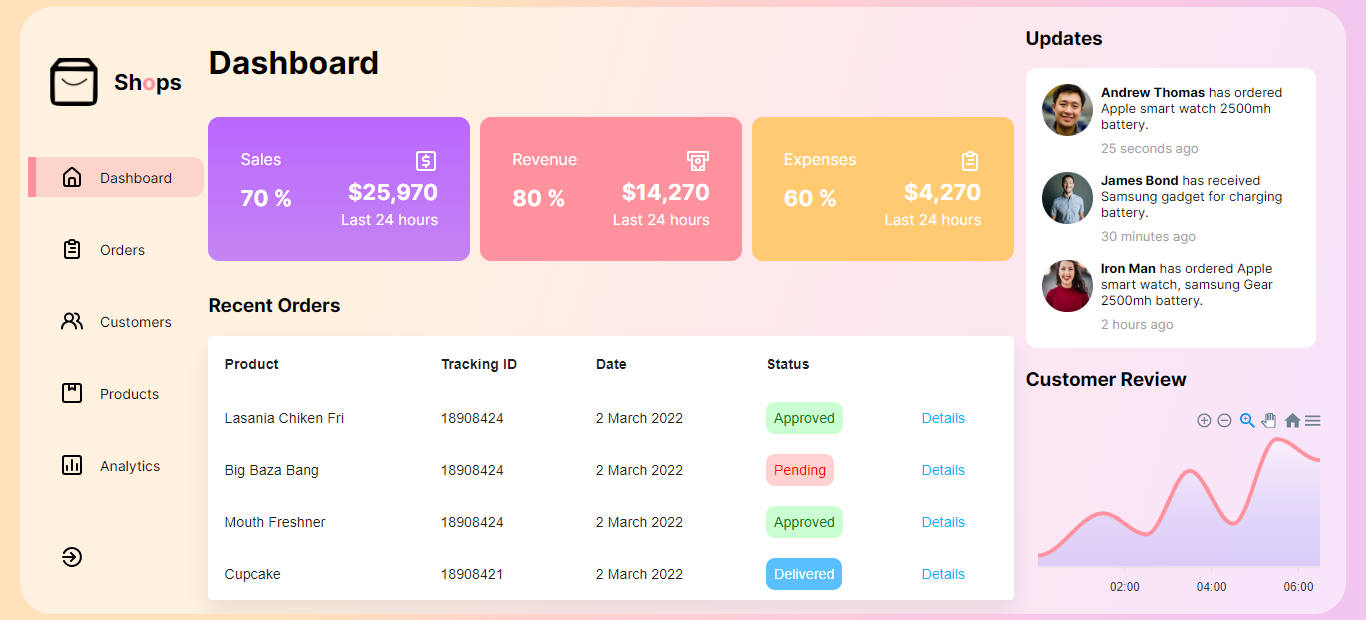 Shops
Dashboard
Orders
Customers
Products
Analytics
Dashboard
Sales
70 %
$25,970
Last 24 hours
Revenue
80 %
$14,270
Last 24 hours
Expenses
60 %
$4,270
Last 24 hours
Recent Orders
Product Tracking ID Date Status
Lasania Chiken Fri 18908424 2 March 2022 Approved Details
Big Baza Bang 18908424 2 March 2022 Pending Details
Mouth Freshner 18908424 2 March 2022 Approved Details
Cupcake 18908421 2 March 2022 Delivered Details
Updates
Andrew Thomas has ordered
Apple smart watch 2500mh
battery.
25 seconds ago
James Bond has received
Samsung gadget for charging
battery.
30 minutes ago
Iron Man has ordered Apple
smart watch, samsung Gear
2500mh battery.
2 hours ago
Customer Review
02:00 04:00 06:00